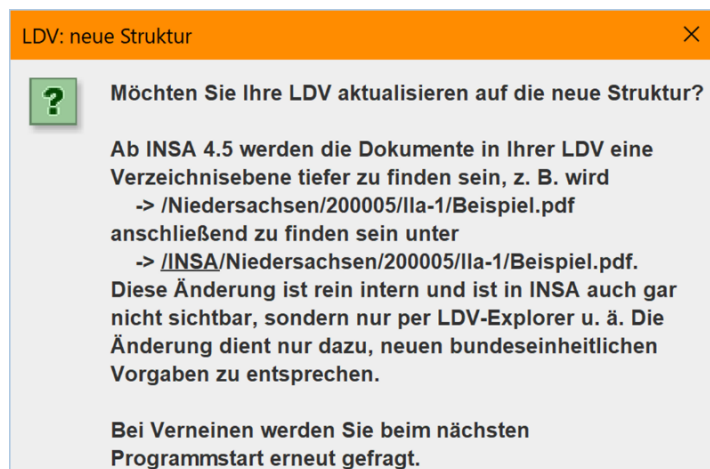 LDV: neue Struktur
Möchten Sie Ihre LDV aktualisieren auf die neue Struktur?
Ab INSA 4.5 werden die Dokumente in Ihrer LDV eine
Verzeichnisebene tiefer zu finden sein, z. B. wird
-> /Niedersachsen/200005/IIa-1/Beispiel.pdf
anschließend zu finden sein unter
-> /INSA/Niedersachsen/200005/IIa-1/Beispiel.pdf.
Diese Änderung ist rein intern und ist in INSA auch gar
nicht sichtbar, sondern nur per LDV-Explorer u. ä. Die
Änderung dient nur dazu, neuen bundeseinheitlichen
Vorgaben zu entsprechen.
Bei Verneinen werden Sie beim nächsten
Programmstart erneut gefragt.